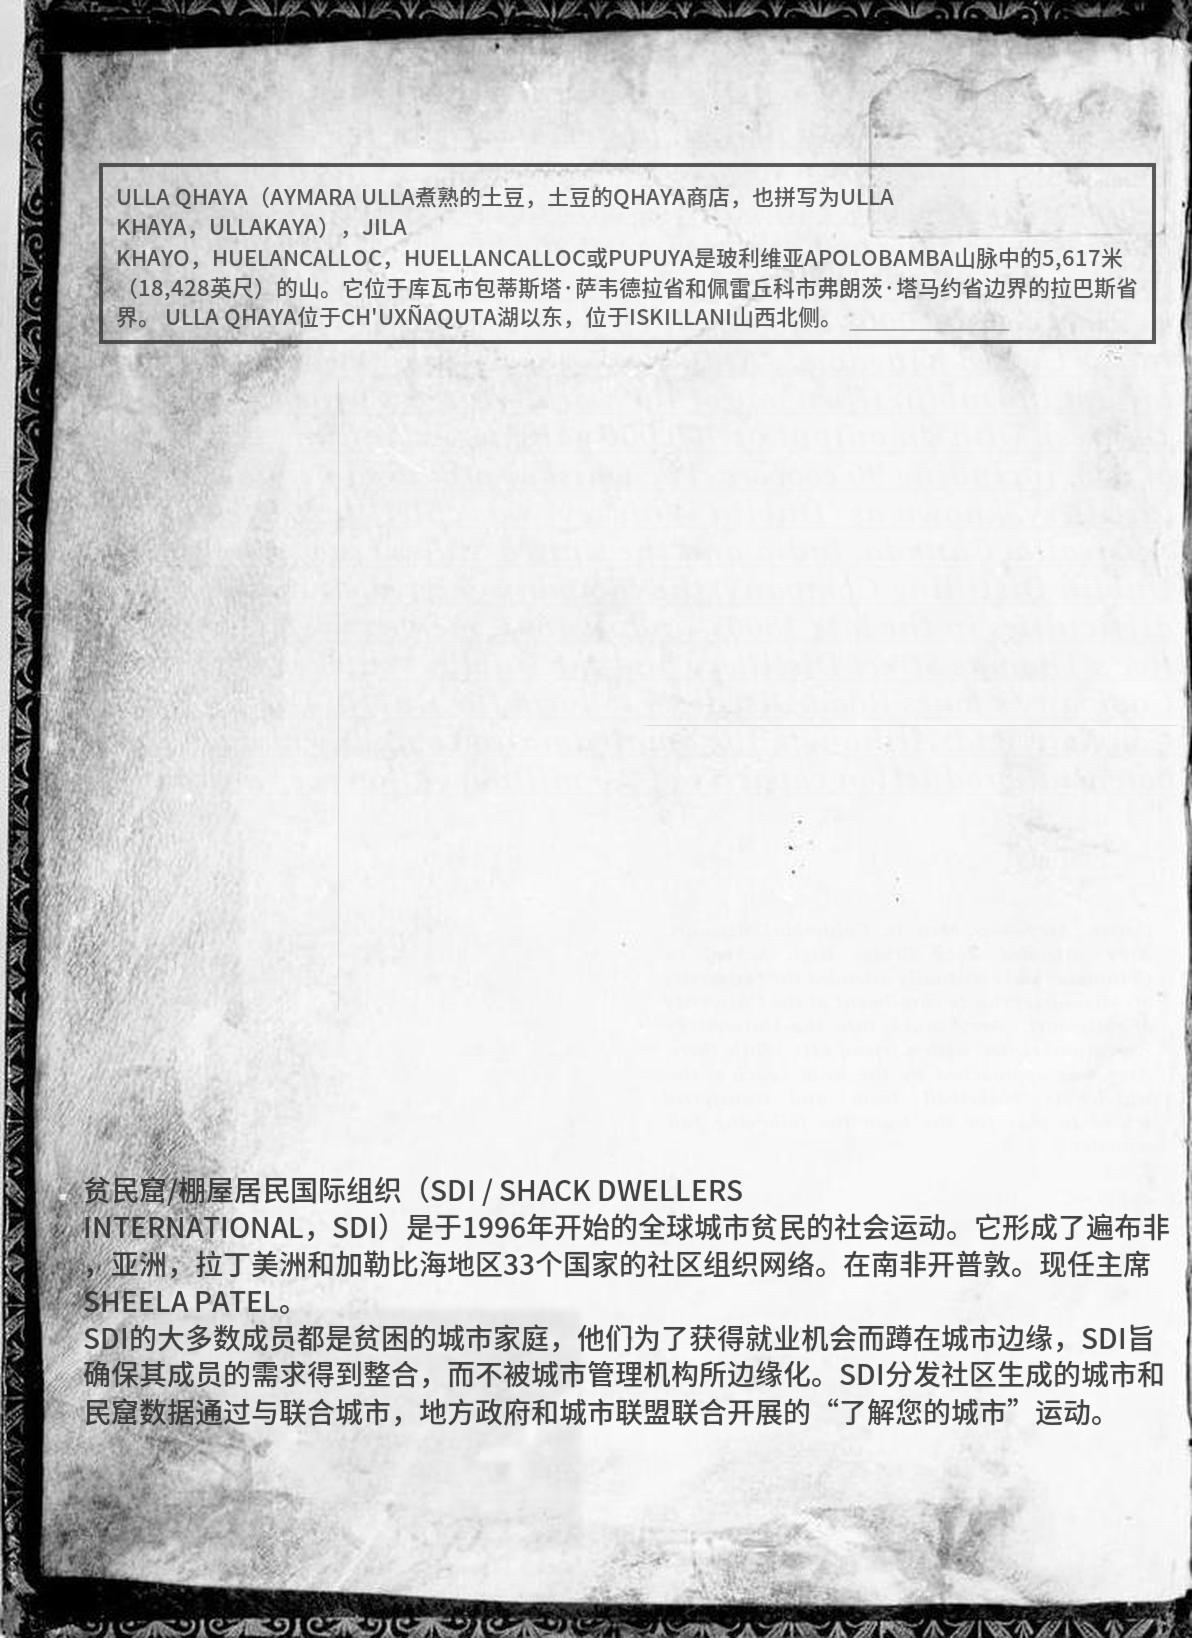 ULLA QHAYA（AYMARA ULLA煮熟的土豆，土豆的QHAYA商店，也拼写为ULLA
KHAYA，ULLAKAYA），JILA
KHAYO，HUELANCALLOC，HUELLANCALLOC或PUPUYA是玻利维亚APOLOBAMBA山脉中的5,617米
（18,428英尺）的山。它位于库瓦市包蒂斯塔·萨韦德拉省和佩雷丘科市弗朗茨·塔马约省边界的拉巴斯省
界。 ULLA QHAYA位于CH'UXÑAQUTA湖以东，位于ISKILLANI山西北侧。
贫民窟/棚屋居民国际组织（SDI / SHACK DWELLERS
INTERNATIONAL，SDI）是于1996年开始的全球城市贫民的社会运动。它形成了遍布非
，亚洲，拉丁美洲和加勒比海地区33个国家的社区组织网络。在南非开普敦。现任主席
SHEELA PATEL。
SDI的大多数成员都是贫困的城市家庭，他们为了获得就业机会而蹲在城市边缘，SDI旨
确保其成员的需求得到整合，而不被城市管理机构所边缘化。SDI分发社区生成的城市和
民窟数据通过与联合城市，地方政府和城市联盟联合开展的“了解您的城市”运动。